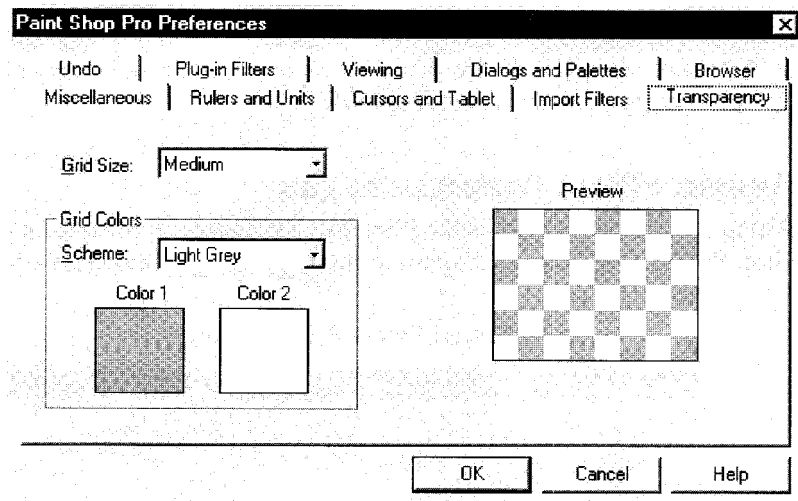 Paint Shop Pro Preferences
Undo Plug-in Filters Viewing Dialogs and Palettes Browser
Miscellaneous Rulers and Units Cursors and Tablet Import Filters Transparency
Grid Size: Medium
Preview
Grid Colors
Scheme: Light Grey
Color 1 Color 2
OK Cancel Help